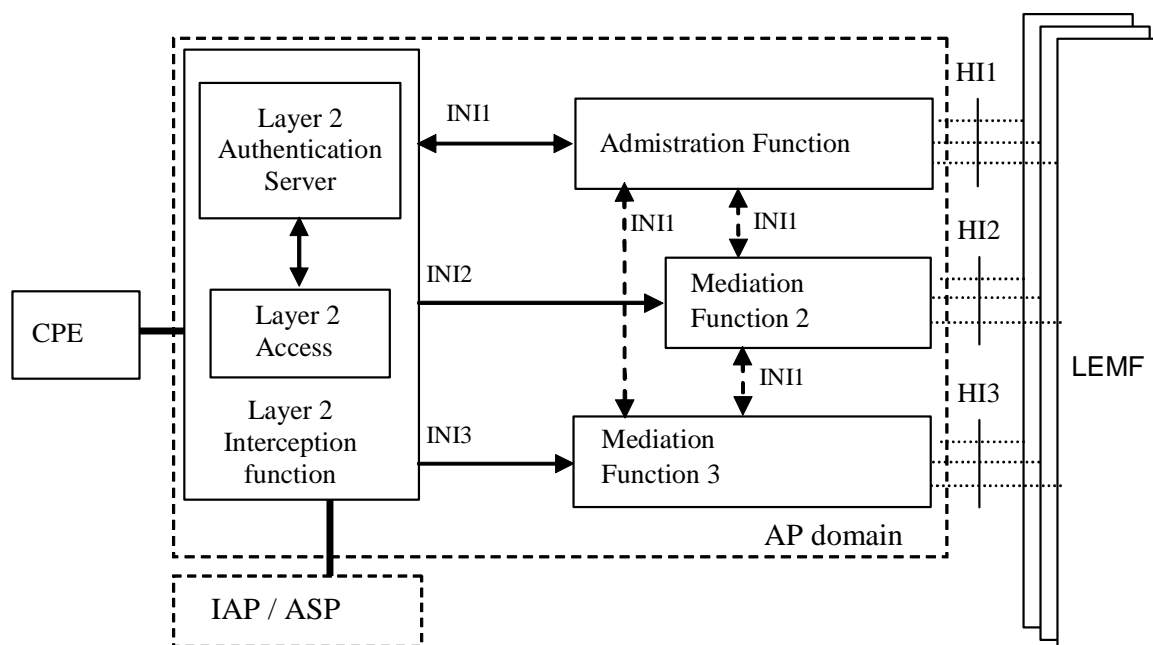 HI1
Layer 2
Authentication
Server
INI1
Admistration Function
INI1
INI1
HI2
INI2
Mediation
Function 2
CPE
Layer 2
Access
LEMF
INI1
HI3
Layer 2
Interception
function
INI3
Mediation
Function 3
AP domain
IAP / ASP